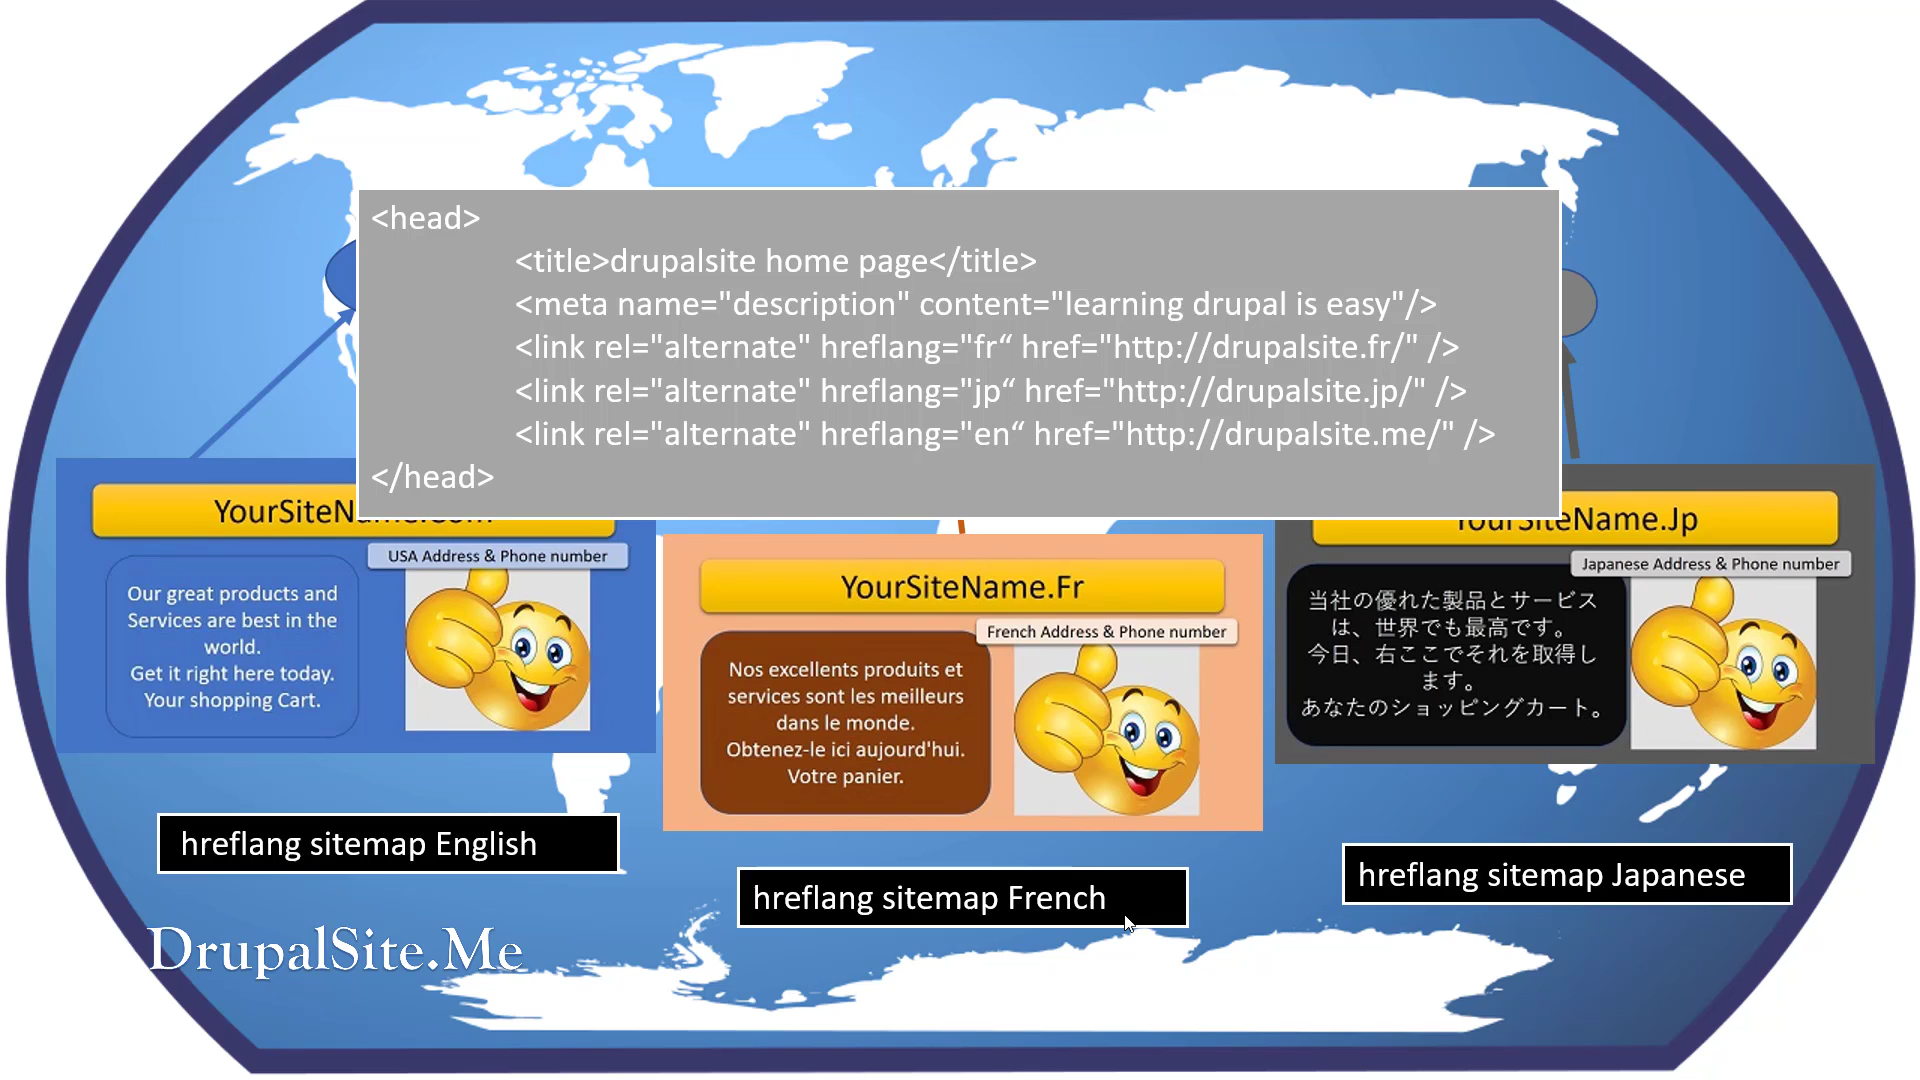 <head>
<title>drupalsite home page</title>
<meta name="description" content="learning drupal is easy"/>
<link rel="alternate" hreflang="fr“ href="http://drupalsite.fr/" />
<link rel="alternate" hreflang="jp“ href="http://drupalsite.jp/" />
<link rel="alternate" hreflang="en“ href="http://drupalsite.me/" />
</head>
YourSiteName.Com
USA Address & Phone number
Our great products and
Services are best in the
world.
Get it right here today.
Your shopping Cart.
YourSiteName.Fr
French Address & Phone number
Nos excellents produits et
services sont les meilleurs
dans le monde.
Obtenez-le ici aujourd'hui.
Votre panier.
YourSiteName.Jp
Japanese Address & Phone number
当社の優れた製品とサービス
は、世界でも最高です。
今日、右ここでそれを取得し
ます。
あなたのショッピングカート。
hreflang sitemap English
hreflang sitemap French
hreflang sitemap Japanese
DrupalSite.Me